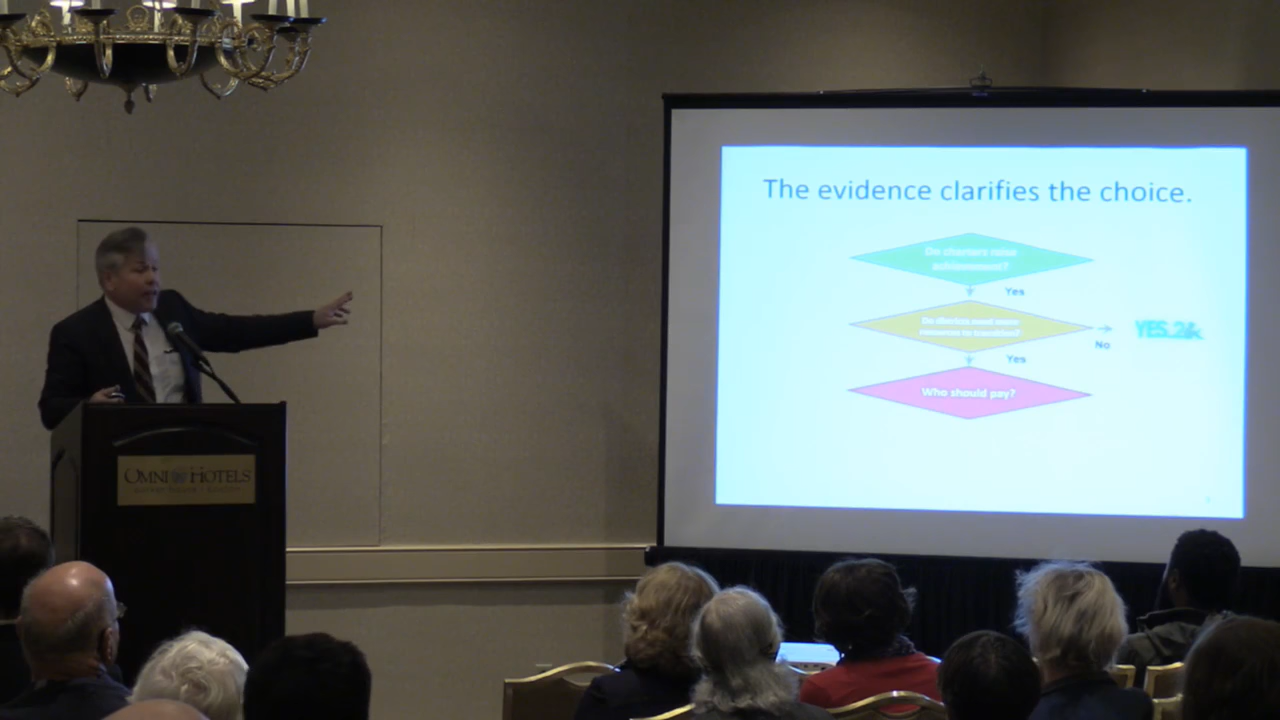 The evidence clarifies the choice.
Do charters raise
achievement?
Yes
Do charters need more
resources to transition?
No
YES.2
Yes
Who should pay?
OMNI HOTELS